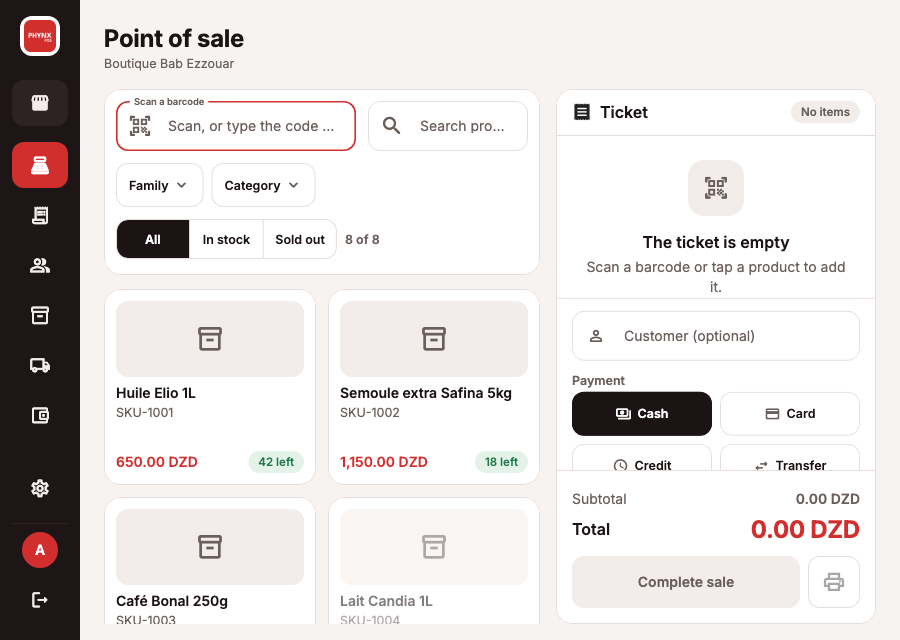 PHYNX
POS
Point of sale
Boutique Bab Ezzouar
Scan a barcode
Scan, or type the code ...
Search pro...
Family
Category
All
In stock
Sold out
8 of 8
Huile Elio 1L
SKU-1001
650.00 DZD
42 left
Semoule extra Safina 5kg
SKU-1002
1,150.00 DZD
18 left
Café Bonal 250g
SKU-1003
Lait Candia 1L
SKU-1004
Ticket
No items
The ticket is empty
Scan a barcode or tap a product to add
it.
Customer (optional)
Payment
Cash
Card
Credit
Transfer
Subtotal
0.00 DZD
Total
0.00 DZD
Complete sale
A